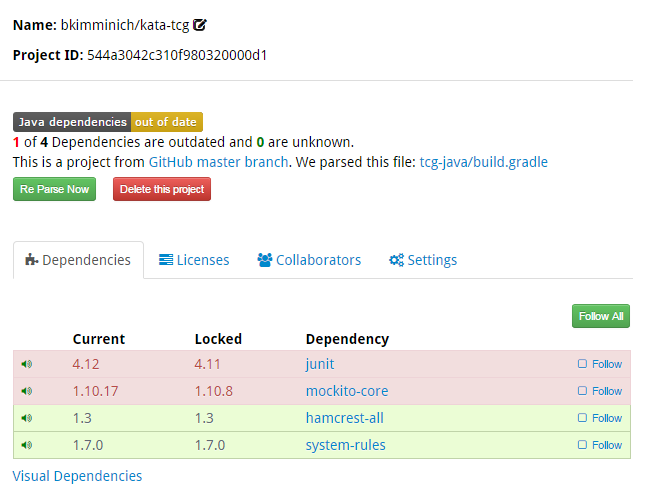 Name: bkimminich/kata-tcg
Project ID: 544a3042c310f980320000d1
Java dependencies out of date
1 of 4 Dependencies are outdated and 0 are unknown.
This is a project from GitHub master branch. We parsed this file: tcg-java/build.gradle
Re Parse Now Delete this project
Dependencies Licenses Collaborators Settings
Follow All
Current Locked Dependency
4.12 4.11 junit Follow
1.10.17 1.10.8 mockito-core Follow
1.3 1.3 hamcrest-all Follow
1.7.0 1.7.0 system-rules Follow
Visual Dependencies